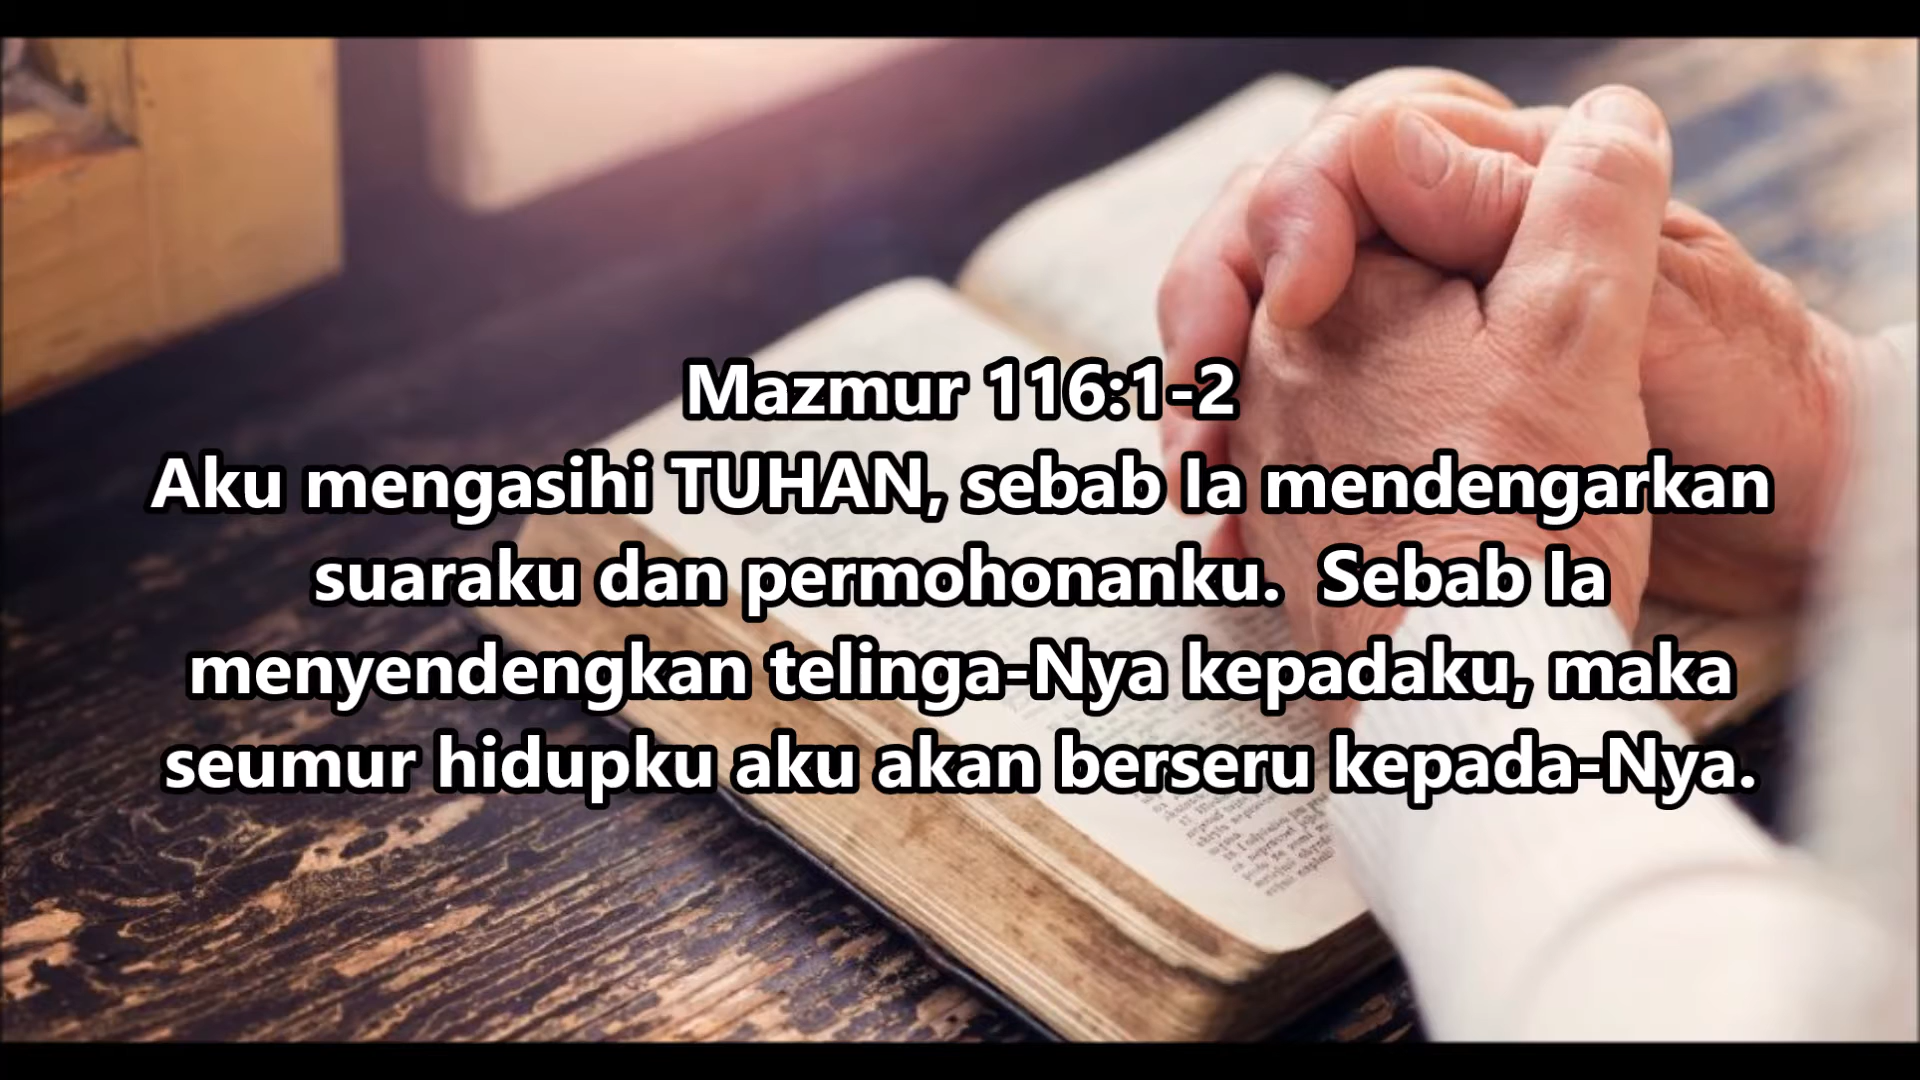 Mazmur 116:1-2
Aku mengasihi TUHAN, sebab Ia mendengarkan
suaraku dan permohonanku.  Sebab Ia
menyendengkan telinga-Nya kepadaku, maka
seumur hidupku aku akan berseru kepada-Nya.